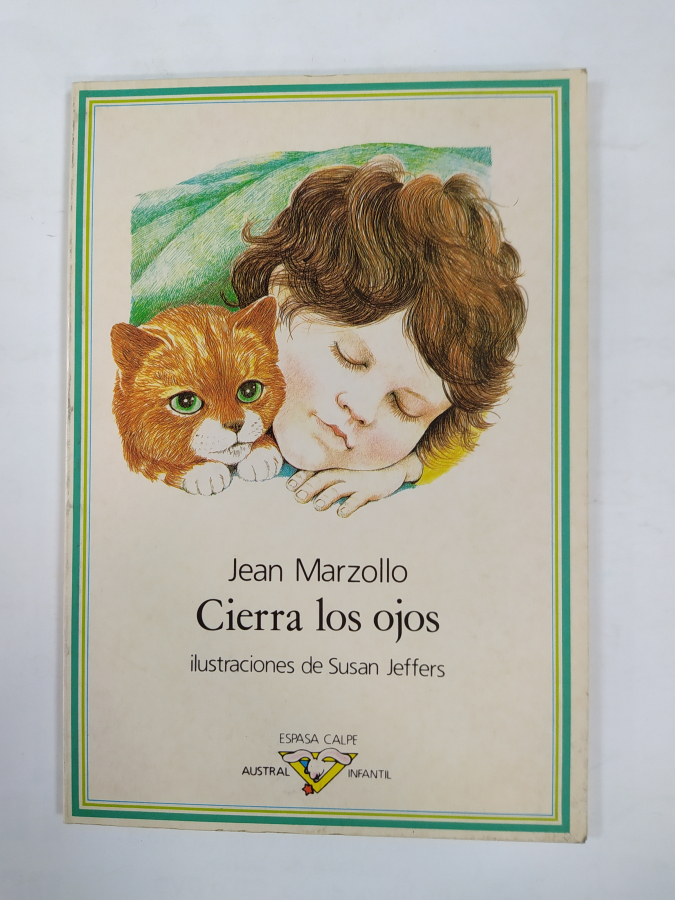 Jean Marzollo
Cierra los ojos
ilustraciones de Susan Jeffers
ESPASA CALPE
AUSTRAL INFANTIL